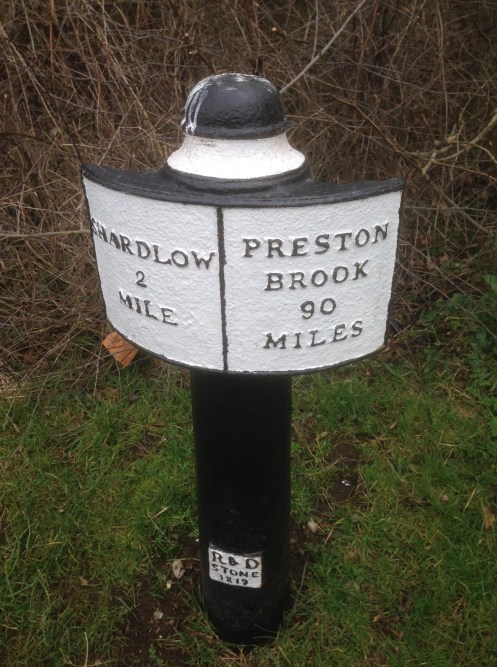 SHARDLOW
2
MILE
PRESTON
BROOK
90
MILES
R & D
STONE
1819